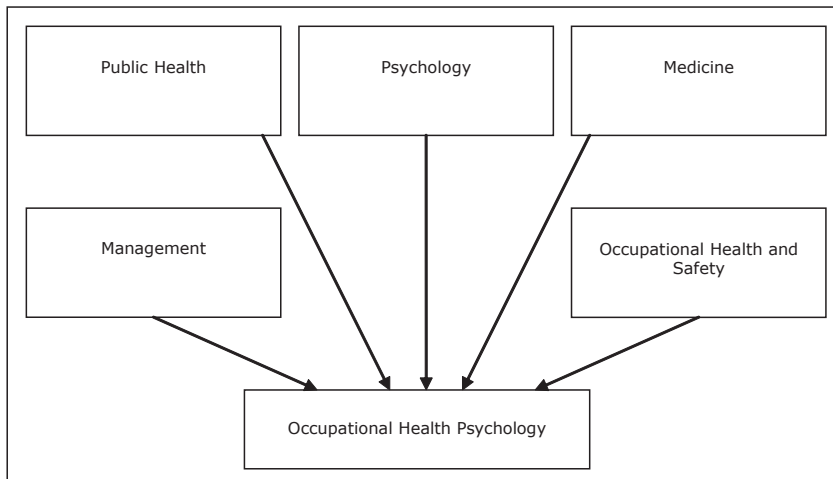 Public Health
Psychology
Medicine
Management
Occupational Health and
Safety
Occupational Health Psychology